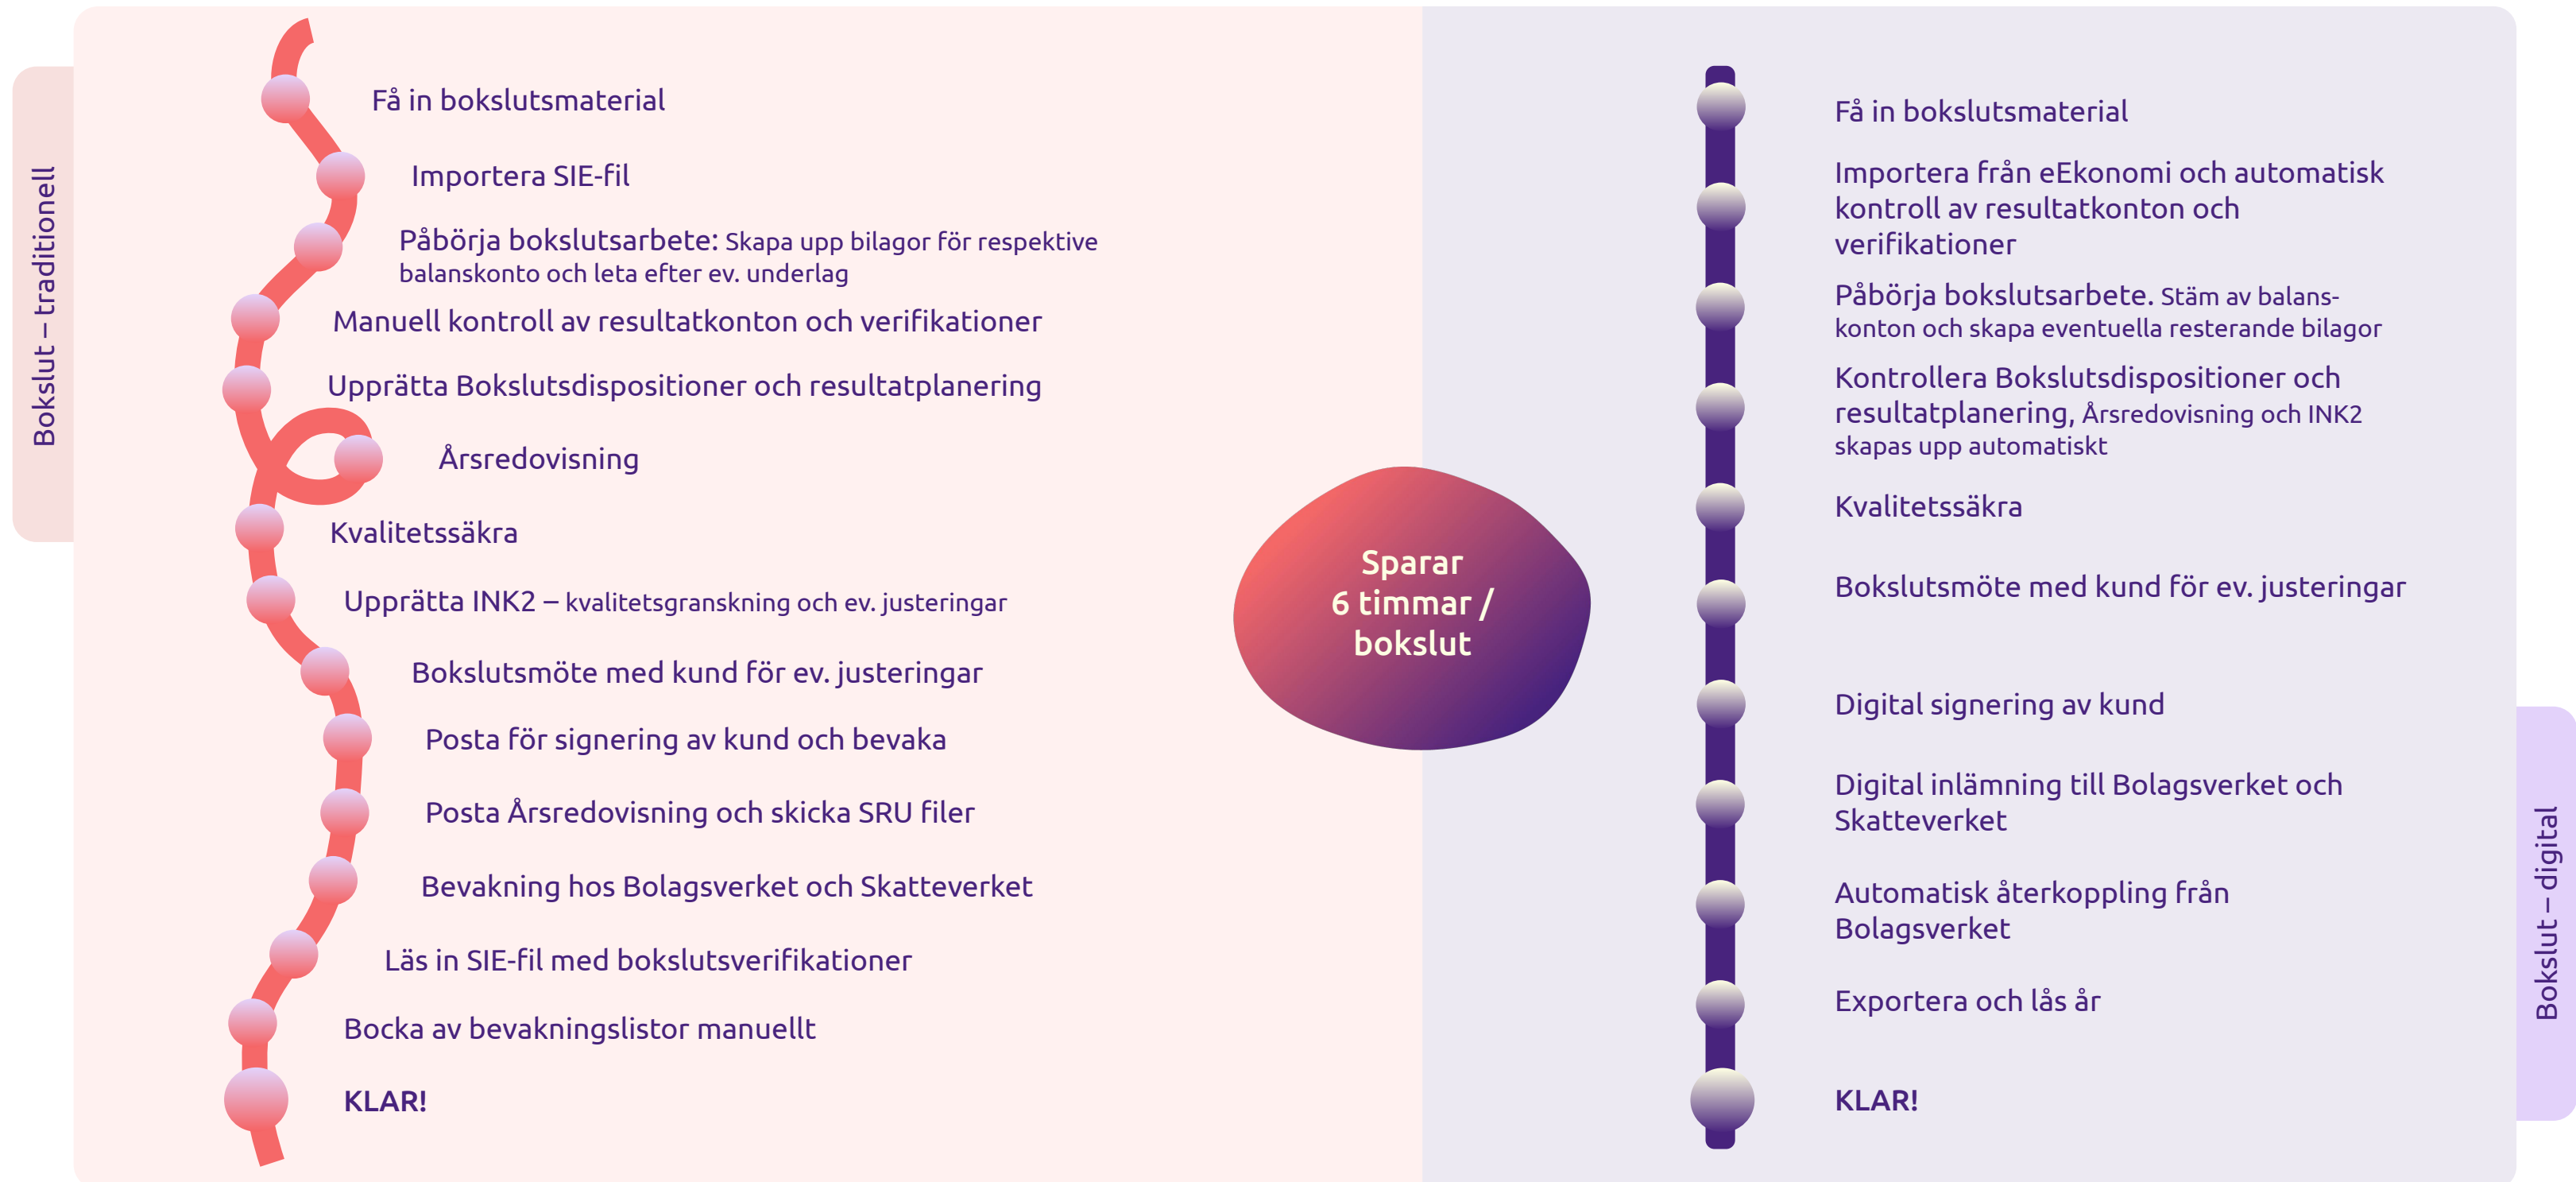 Bokslut – traditionell
Få in bokslutsmaterial
Importera SIE-fil
Påbörja bokslutsarbete: Skapa upp bilagor för respektive
balanskonto och leta efter ev. underlag
Manuell kontroll av resultatkonton och verifikationer
Upprätta Bokslutsdispositioner och resultatplanering
Årsredovisning
Kvalitetssäkra
Upprätta INK2 – kvalitetsgranskning och ev. justeringar
Bokslutsmöte med kund för ev. justeringar
Posta för signering av kund och bevaka
Posta Årsredovisning och skicka SRU filer
Bevakning hos Bolagsverket och Skatteverket
Läs in SIE-fil med bokslutsverifikationer
Bocka av bevakningslistor manuellt
KLAR!
Sparar
6 timmar /
bokslut
Få in bokslutsmaterial
Importera från eEkonomi och automatisk
kontroll av resultatkonton och
verifikationer
Påbörja bokslutsarbete. Stäm av balans-
konton och skapa eventuella resterande bilagor
Kontrollera Bokslutsdispositioner och
resultatplanering, Årsredovisning och INK2
skapas upp automatiskt
Kvalitetssäkra
Bokslutsmöte med kund för ev. justeringar
Digital signering av kund
Digital inlämning till Bolagsverket och
Skatteverket
Automatisk återkoppling från
Bolagsverket
Exportera och lås år
KLAR!
Bokslut – digital